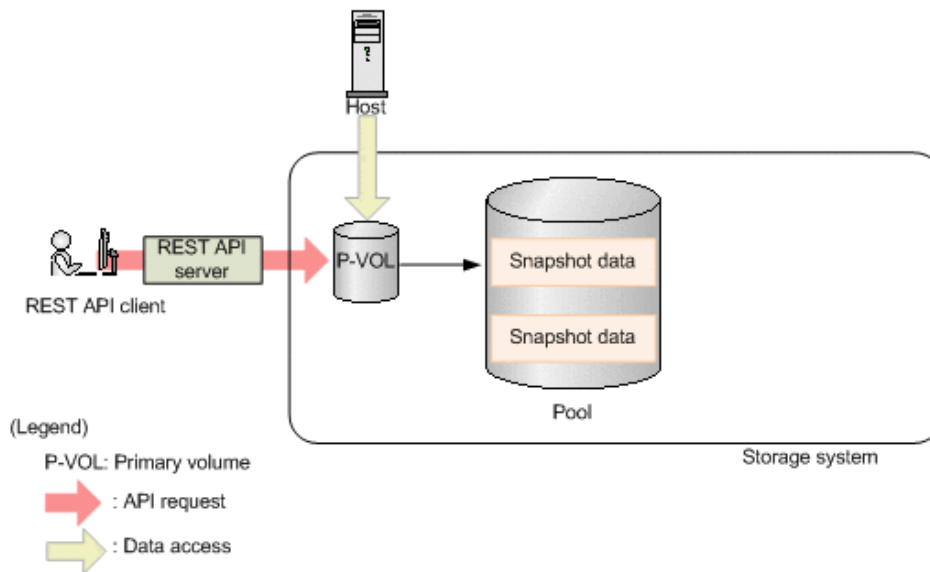 Host
REST API
server
P-VOL
Snapshot data
Snapshot data
REST API client
Pool
Storage system
(Legend)
P-VOL: Primary volume
: API request
: Data access